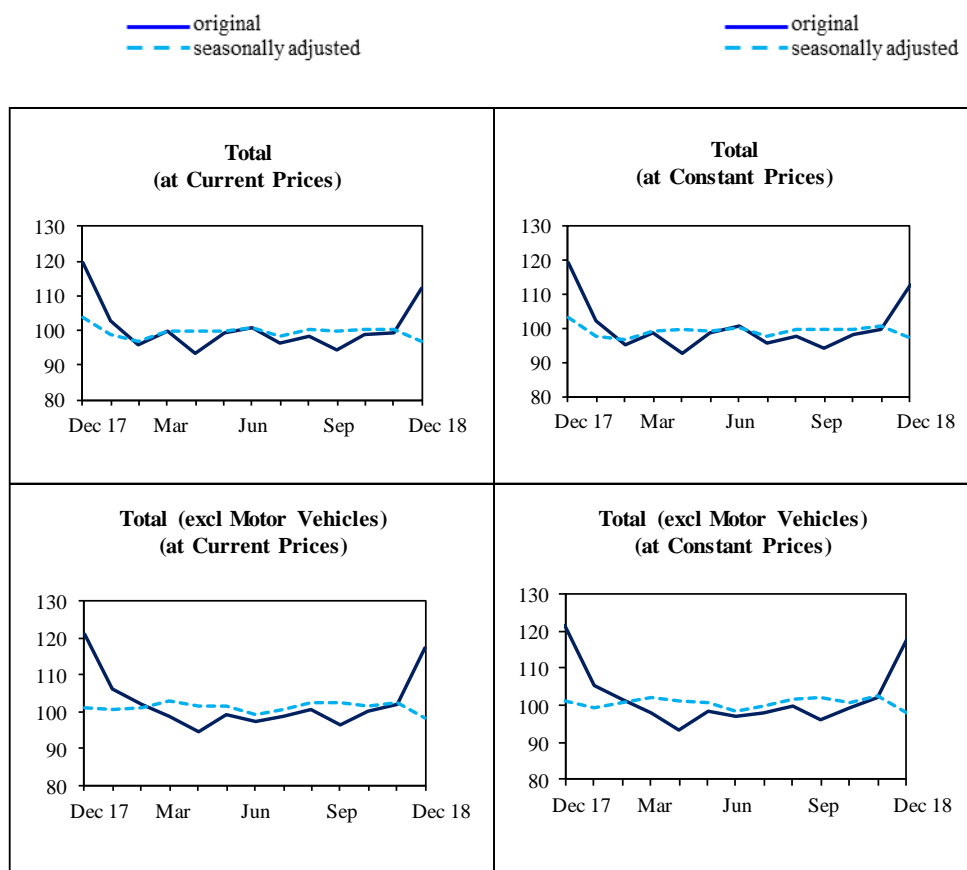 original
seasonally adjusted
original
seasonally adjusted
Total
(at Current Prices)
130
120
110
100
90
80
Dec 17 Mar Jun Sep Dec 18
Total
(at Constant Prices)
130
120
110
100
90
80
Dec 17 Mar Jun Sep Dec 18
Total (excl Motor Vehicles)
(at Current Prices)
130
120
110
100
90
80
Dec 17 Mar Jun Sep Dec 18
Total (excl Motor Vehicles)
(at Constant Prices)
130
120
110
100
90
80
Dec 17 Mar Jun Sep Dec 18